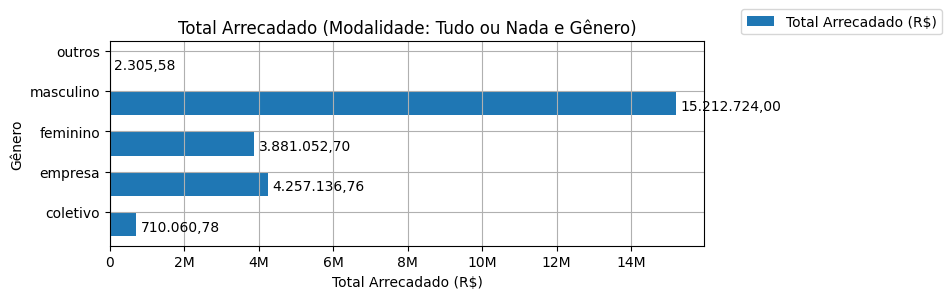 Total Arrecadado (Modalidade: Tudo ou Nada e Gênero)
Total Arrecadado (R$)
outros
2.305,58
masculino
15.212.724,00
feminino
3.881.052,70
empresa
4.257.136,76
coletivo
710.060,78
Gênero
0 2M 4M 6M 8M 10M 12M 14M
Total Arrecadado (R$)